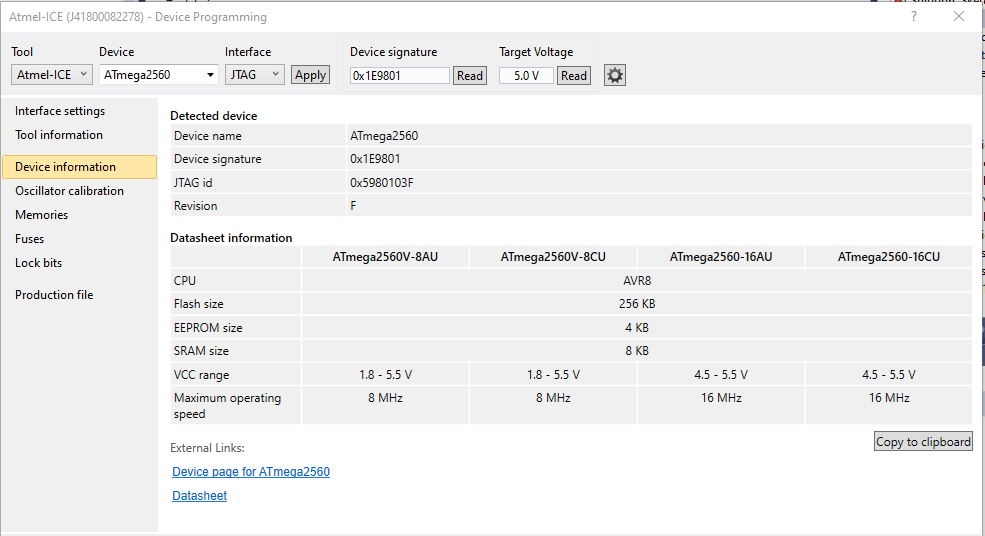 Atmel-ICE (J41800082278) - Device Programming
Tool Device Interface Device signature Target Voltage
Atmel-ICE ATmega2560 JTAG Apply 0x1E9801 Read 5.0 V Read
Interface settings
Tool information
Device information
Oscillator calibration
Memories
Fuses
Lock bits
Production file
Detected device
Device name ATmega2560
Device signature 0x1E9801
JTAG id 0x5980103F
Revision F
Datasheet information
ATmega2560V-8AU ATmega2560V-8CU ATmega2560-16AU ATmega2560-16CU
CPU AVR8
Flash size 256 KB
EEPROM size 4 KB
SRAM size 8 KB
VCC range 1.8 - 5.5 V 1.8 - 5.5 V 4.5 - 5.5 V 4.5 - 5.5 V
Maximum operating 8 MHz 8 MHz 16 MHz 16 MHz
speed
Copy to clipboard
External Links:
Device page for ATmega2560
Datasheet